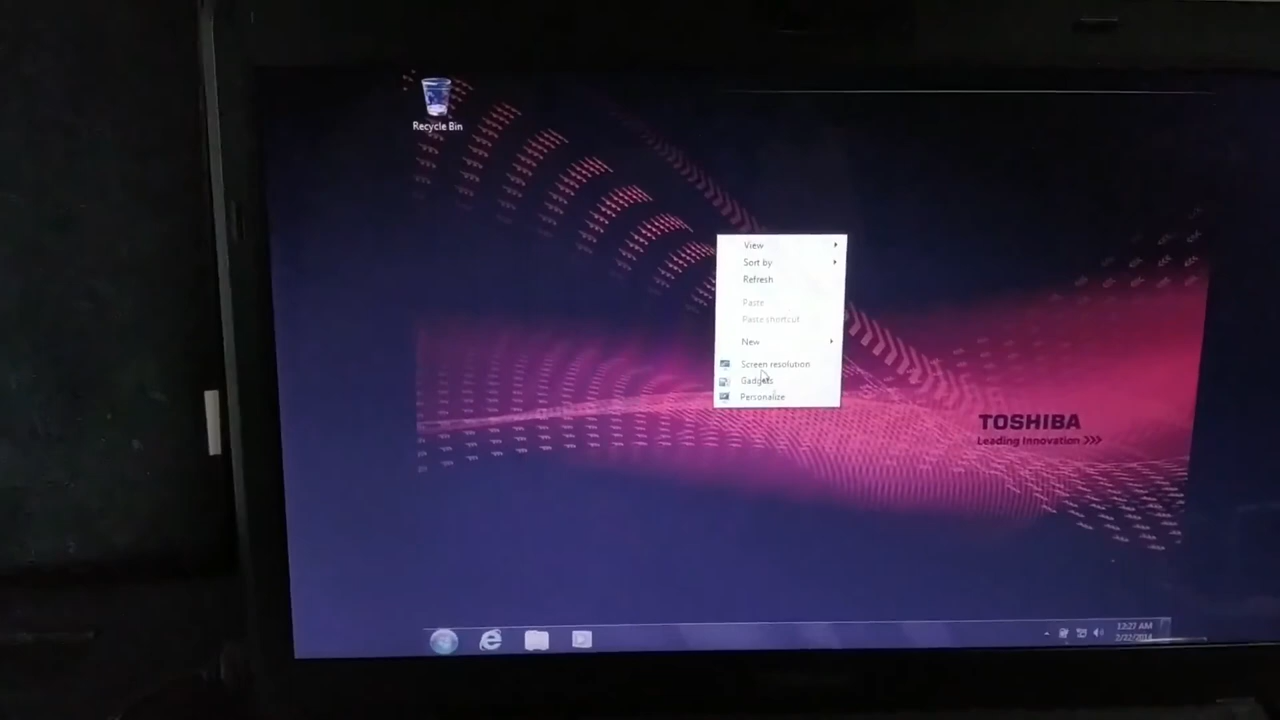 Recycle Bin
View
Sort by
Refresh
Paste
Paste shortcut
New
Screen resolution
Gadgets
Personalize
TOSHIBA
Leading Innovation >>>
12:27 AM
2/22/2014